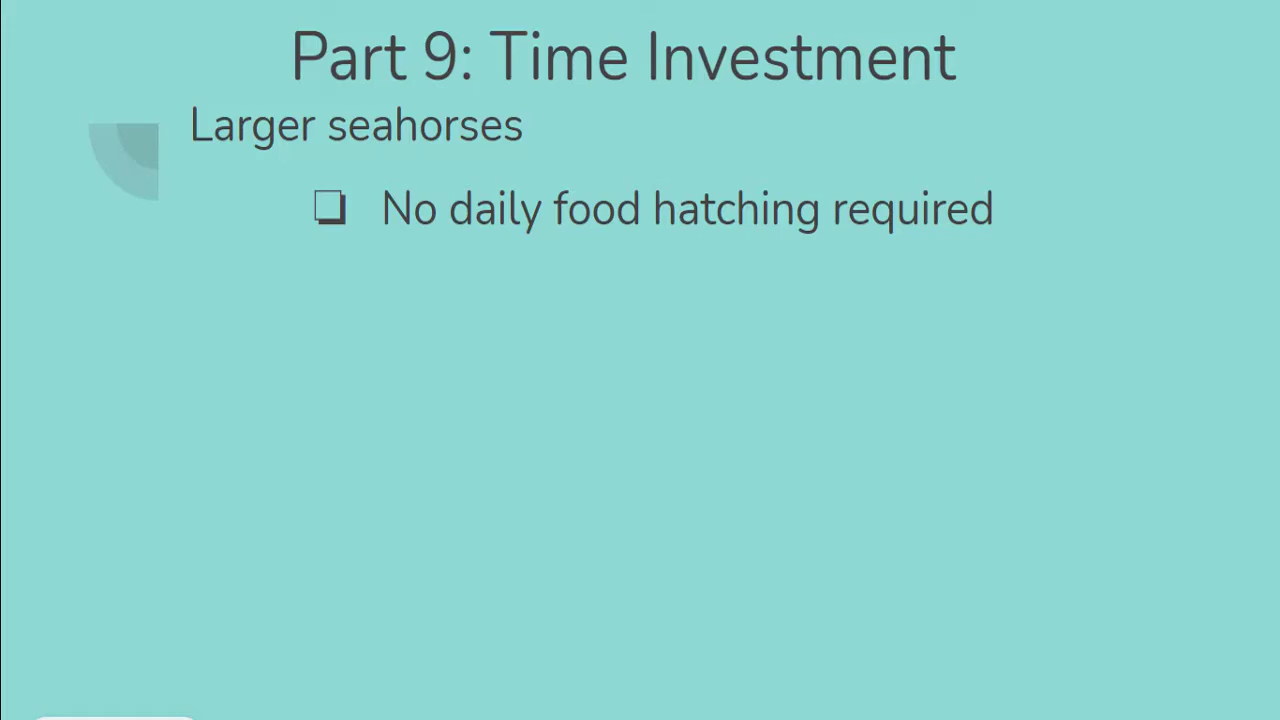 Part 9: Time Investment
Larger seahorses
❏ No daily food hatching required